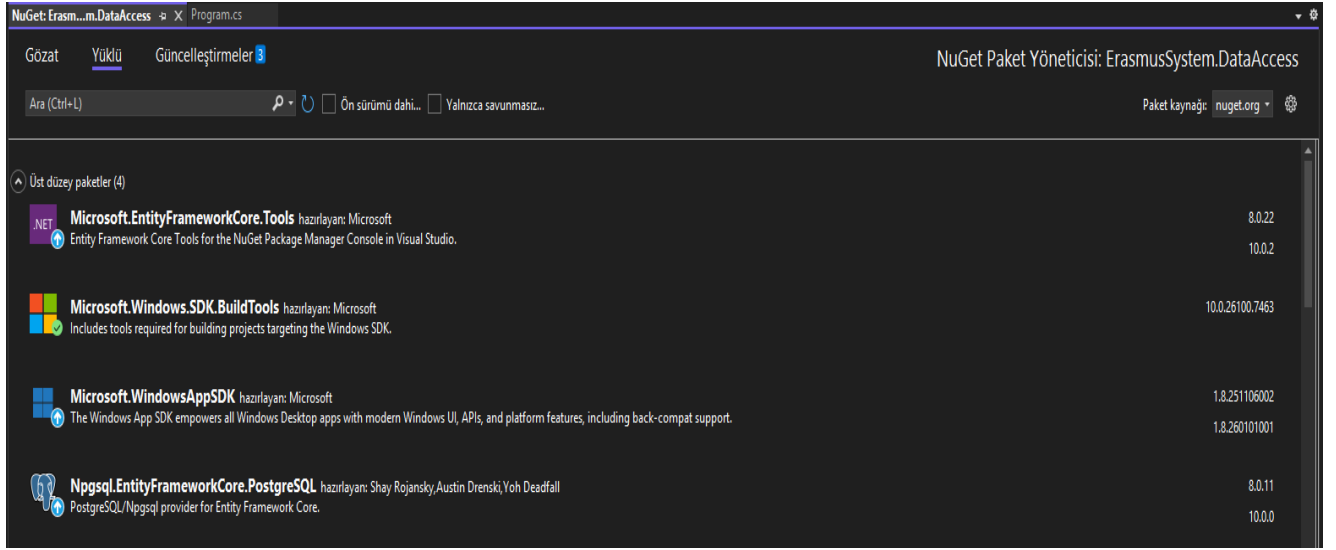 NuGet: Erasm...m.DataAccess Program.cs
Gözat Yüklü Güncelleştirmeler 3 NuGet Paket Yöneticisi: ErasmusSystem.DataAccess
Ara (Ctrl+L) Ön sürümü dahi... Yalnızca savunmasız... Paket kaynağı: nuget.org
Üst düzey paketler (4)
.NET Microsoft.EntityFrameworkCore.Tools hazırlayan: Microsoft 8.0.22
Entity Framework Core Tools for the NuGet Package Manager Console in Visual Studio. 10.0.2
Microsoft.Windows.SDK.BuildTools hazırlayan: Microsoft 10.0.26100.7463
Includes tools required for building projects targeting the Windows SDK.
Microsoft.WindowsAppSDK hazırlayan: Microsoft 1.8.251106002
The Windows App SDK empowers all Windows Desktop apps with modern Windows UI, APIs, and platform features, including back-compat support. 1.8.260101001
Npgsql.EntityFrameworkCore.PostgreSQL hazırlayan: Shay Rojansky,Austin Drenski,Yoh Deadfall 8.0.11
PostgreSQL/Npgsql provider for Entity Framework Core. 10.0.0